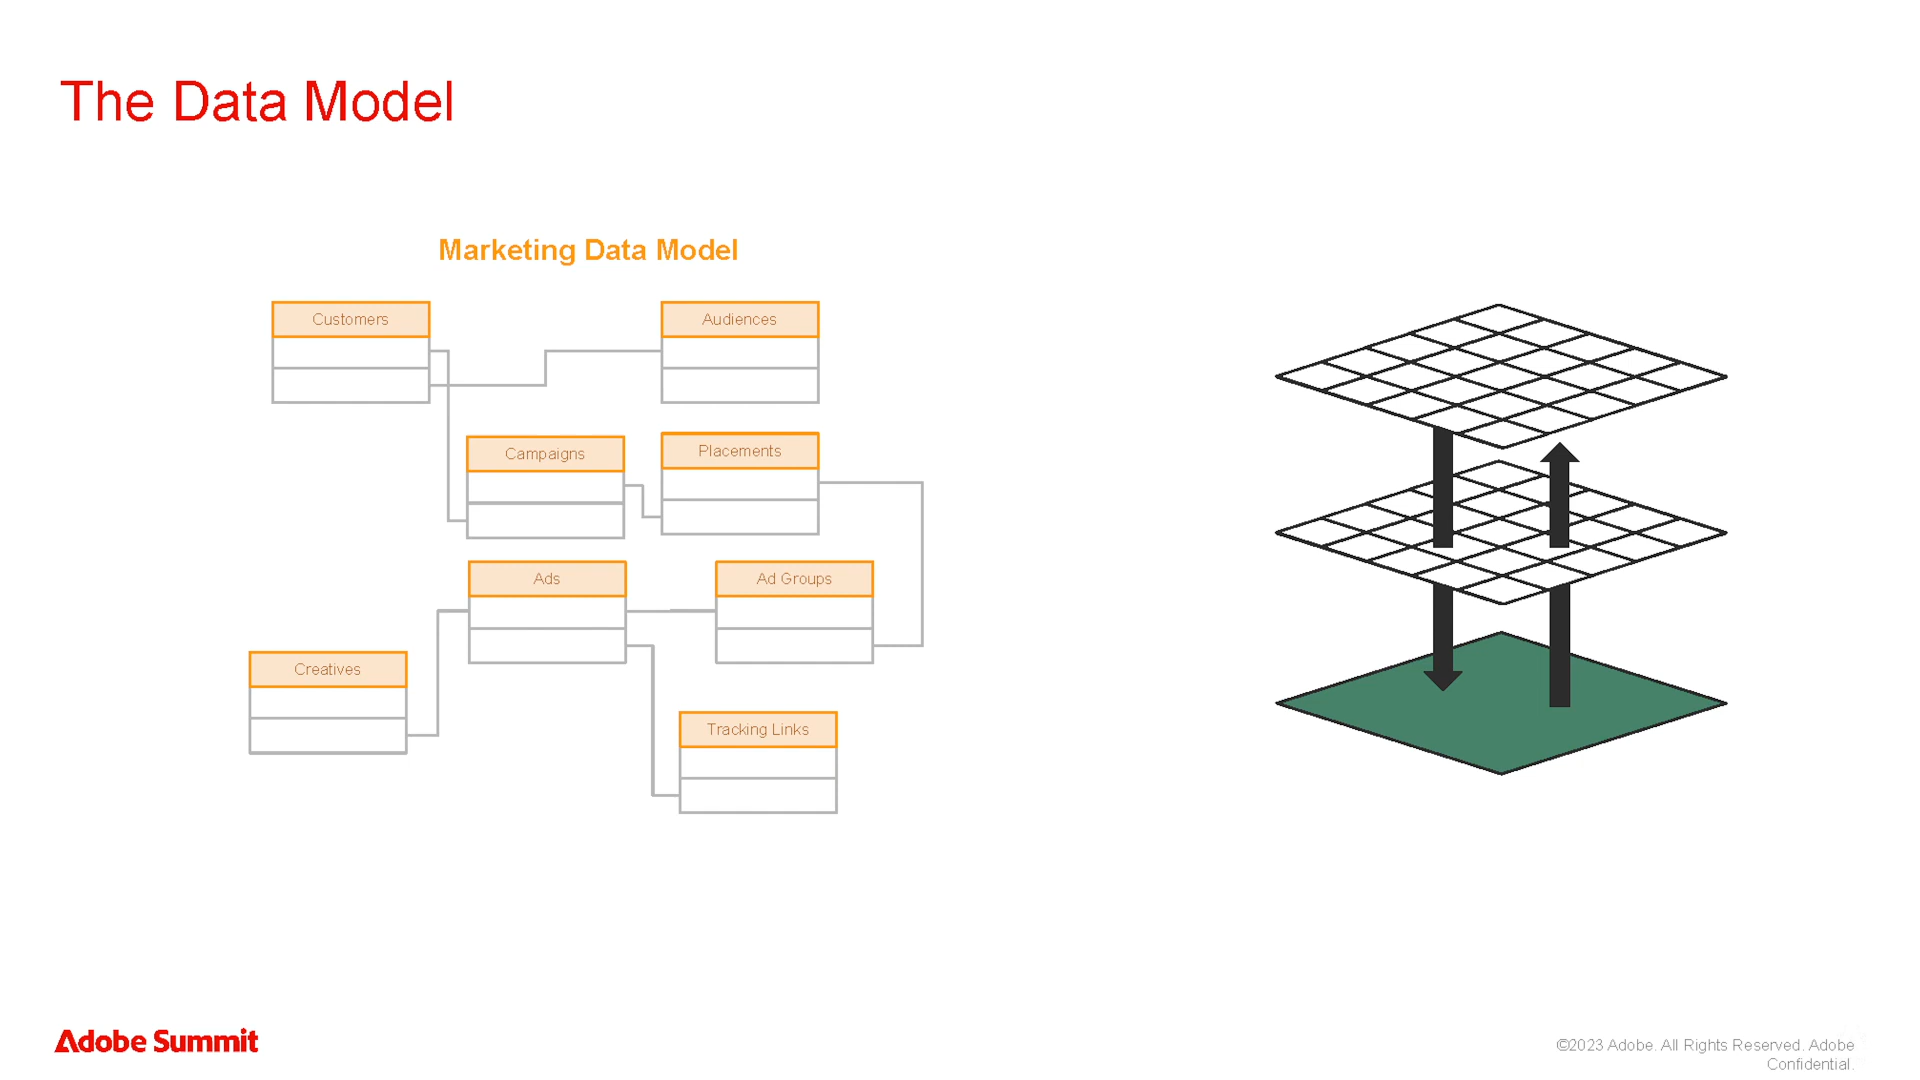 The Data Model
Marketing Data Model
Customers
Audiences
Campaigns
Placements
Ads
Ad Groups
Creatives
Tracking Links
Adobe Summit
©2023 Adobe. All Rights Reserved. Adobe
Confidential.